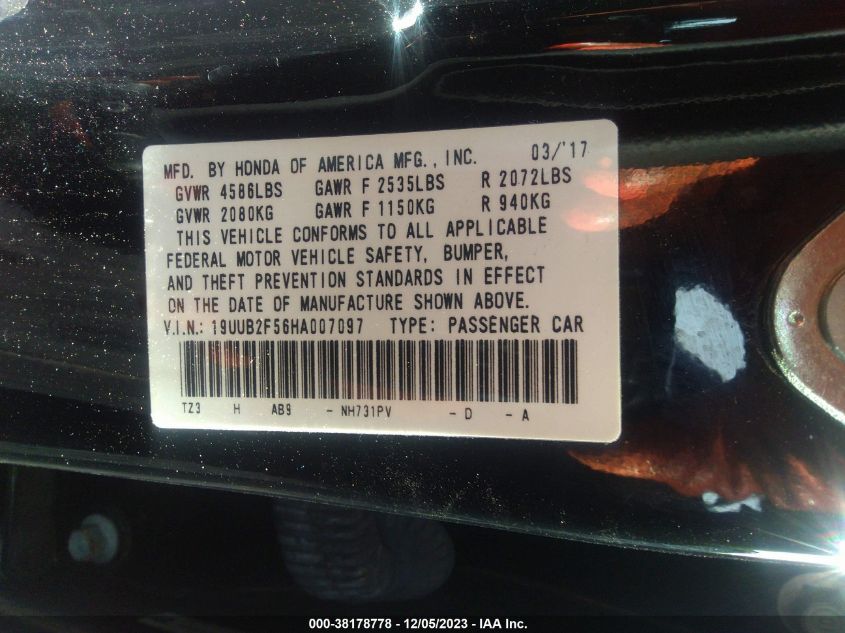 MFD. BY HONDA OF AMERICA MFG., INC. 03/'17
GVWR 4586LBS GAWR F 2535LBS R 2072LBS
GVWR 2080KG GAWR F 1150KG R 940KG
THIS VEHICLE CONFORMS TO ALL APPLICABLE
FEDERAL MOTOR VEHICLE SAFETY, BUMPER,
AND THEFT PREVENTION STANDARDS IN EFFECT
ON THE DATE OF MANUFACTURE SHOWN ABOVE.
V.I.N.: 19UUB2F56HA007097 TYPE: PASSENGER CAR
TZ3 H AB9 - NH731PV - D - A
000-38178778 - 12/05/2023 - IAA Inc.